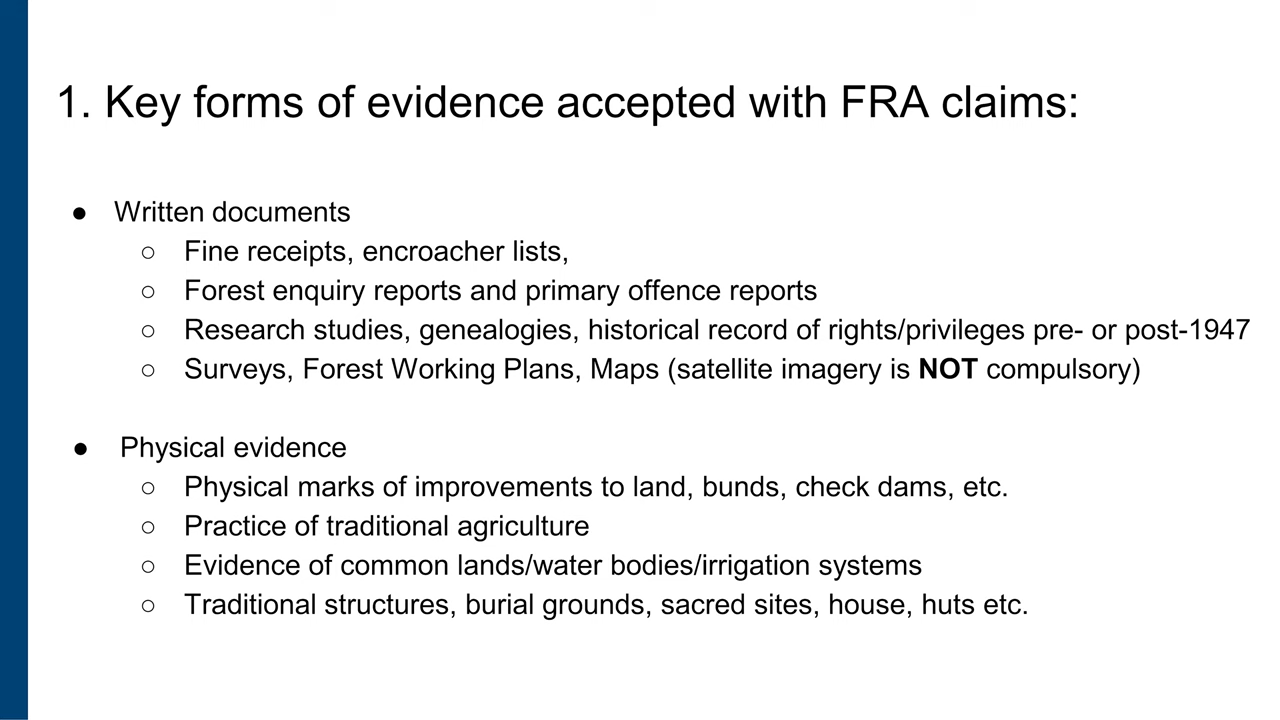 1. Key forms of evidence accepted with FRA claims:
● Written documents
○ Fine receipts, encroacher lists,
○ Forest enquiry reports and primary offence reports
○ Research studies, genealogies, historical record of rights/privileges pre- or post-1947
○ Surveys, Forest Working Plans, Maps (satellite imagery is NOT compulsory)
● Physical evidence
○ Physical marks of improvements to land, bunds, check dams, etc.
○ Practice of traditional agriculture
○ Evidence of common lands/water bodies/irrigation systems
○ Traditional structures, burial grounds, sacred sites, house, huts etc.